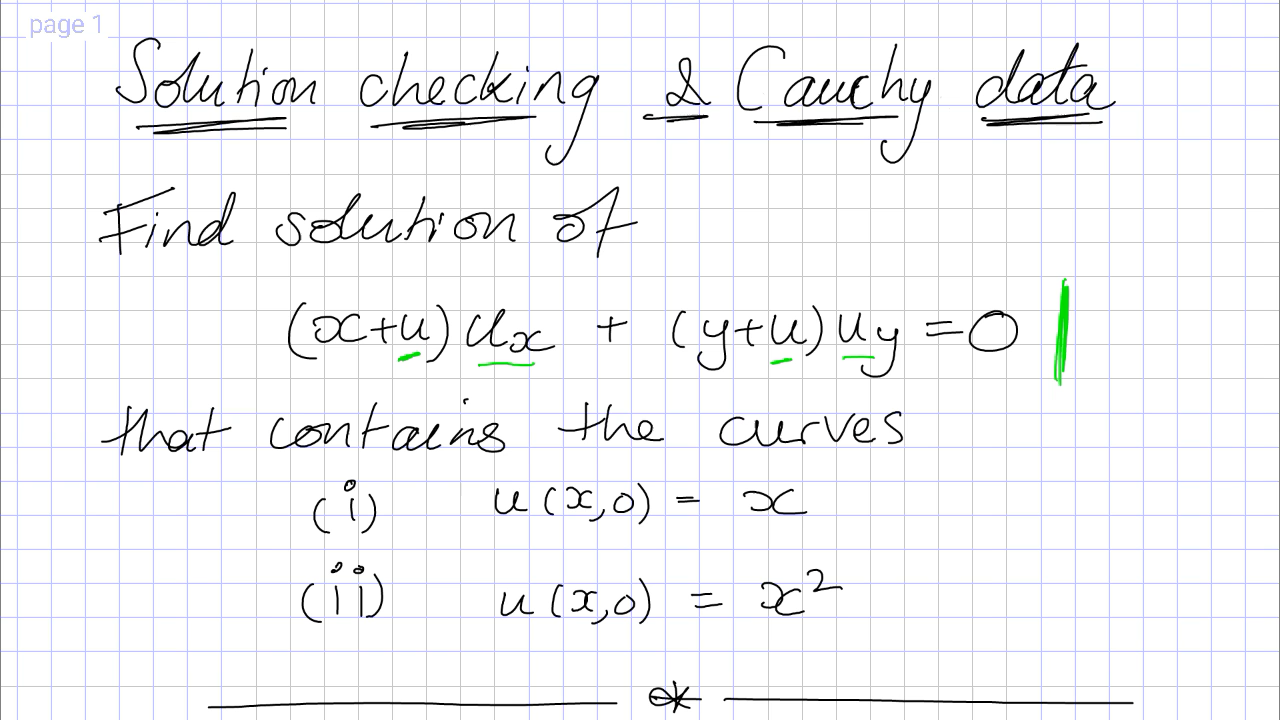 page 1
Solution checking & Cauchy data
Find solution of
(x+u)ux + (y+u)uy = 0
that contains the curves
(i) u(x,0) = x
(ii) u(x,0) = x²